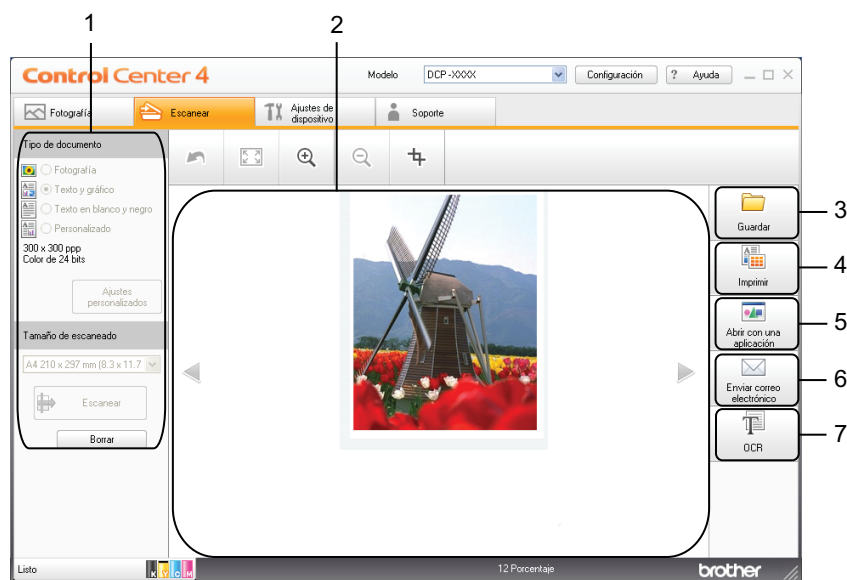 1
2
Control Center 4
Modelo
DCP-XXXX
Configuración
? Ayuda
Fotografía
Escanear
Ajustes de
dispositivo
Soporte
Tipo de documento
Fotografía
Texto y gráfico
Texto en blanco y negro
Personalizado
300 x 300 ppp
Color de 24 bits
Ajustes
personalizados
Tamaño de escaneado
A4 210 x 297 mm (8.3 x 11.7
Escanear
Borrar
Guardar
3
Imprimir
4
Abrir con una
aplicación
5
Enviar correo
electrónico
6
OCR
7
Listo
K Y C M
12 Porcentaje
brother